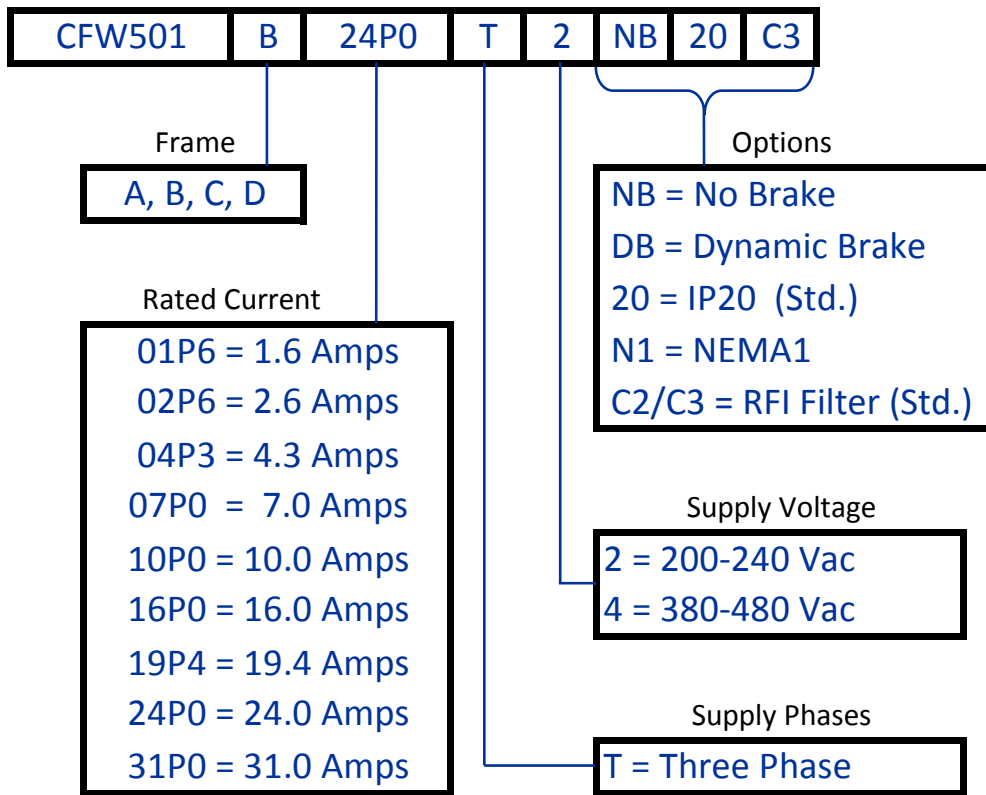 CFW501 B 24P0 T 2 NB 20 C3
Frame
A, B, C, D
Rated Current
01P6 = 1.6 Amps
02P6 = 2.6 Amps
04P3 = 4.3 Amps
07P0 = 7.0 Amps
10P0 = 10.0 Amps
16P0 = 16.0 Amps
19P4 = 19.4 Amps
24P0 = 24.0 Amps
31P0 = 31.0 Amps
Options
NB = No Brake
DB = Dynamic Brake
20 = IP20 (Std.)
N1 = NEMA1
C2/C3 = RFI Filter (Std.)
Supply Voltage
2 = 200-240 Vac
4 = 380-480 Vac
Supply Phases
T = Three Phase